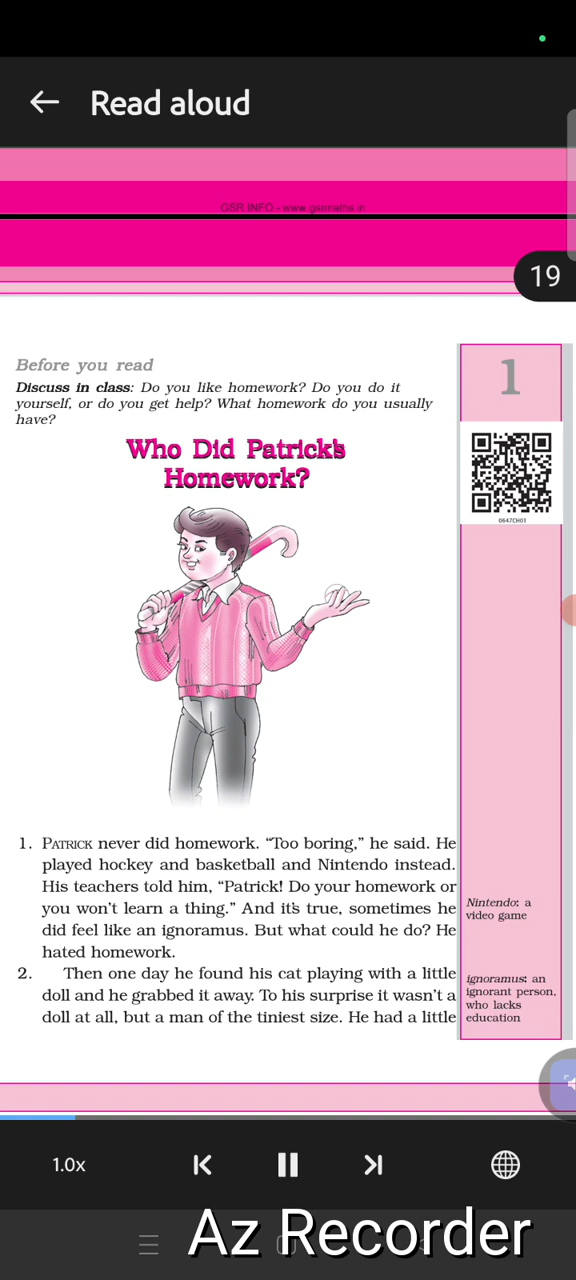 Read aloud
GSR INFO - www.gsrmaths.in
19
Before you read
Discuss in class: Do you like homework? Do you do it
yourself, or do you get help? What homework do you usually
have?
1
0647CH01
Who Did Patrick's
Homework?
1. PATRICK never did homework. “Too boring,” he said. He
played hockey and basketball and Nintendo instead.
His teachers told him, “Patrick! Do your homework or
you won't learn a thing.” And it's true, sometimes he
did feel like an ignoramus. But what could he do? He
hated homework.
Nintendo: a
video game
2. Then one day he found his cat playing with a little
doll and he grabbed it away. To his surprise it wasn't a
doll at all, but a man of the tiniest size. He had a little
ignoramus: an
ignorant person,
who lacks
education
1.0x
Az Recorder